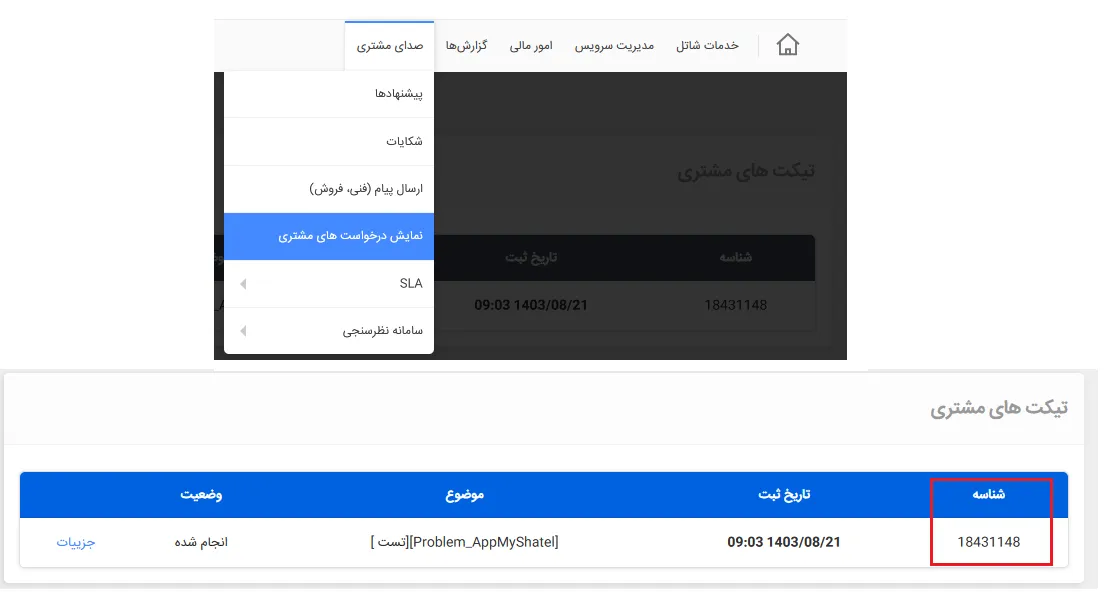 خدمات شاتل مدیریت سرویس امور مالی گزارش‌ها صدای مشتری
پیشنهادها
شکایات
ارسال پیام (فنی، فروش)
نمایش درخواست های مشتری
SLA
سامانه نظرسنجی
تیکت های مشتری
شناسه تاریخ ثبت
18431148 1403/08/21 09:03
تیکت های مشتری
شناسه تاریخ ثبت موضوع وضعیت
18431148 1403/08/21 09:03 [Problem_AppMyShatel][تست ] انجام شده جزییات